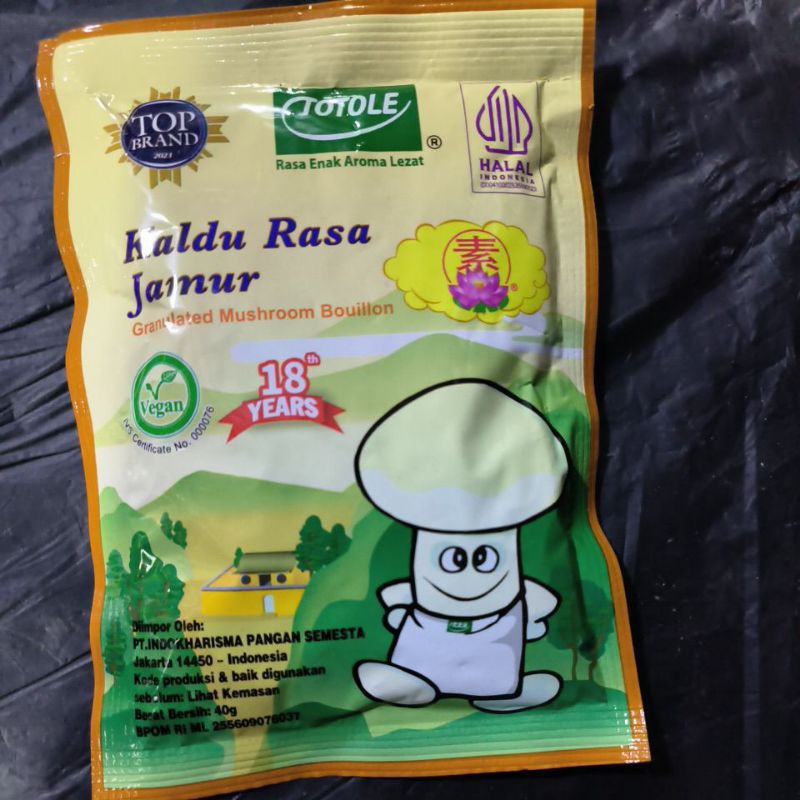 TOP
BRAND
2023
TOTOLE
®
Rasa Enak Aroma Lezat
HALAL
INDONESIA
Kaldu Rasa
Jamur
Granulated Mushroom Bouillon
素
®
Vegan
IVS Certificate No. 000076
18th
YEARS
Diimpor Oleh:
PT.INDOKHARISMA PANGAN SEMESTA
Jakarta 14450 - Indonesia
Kode produksi & baik digunakan
sebelum: Lihat Kemasan
Berat Bersih: 40g
BPOM RI ML 255609076037